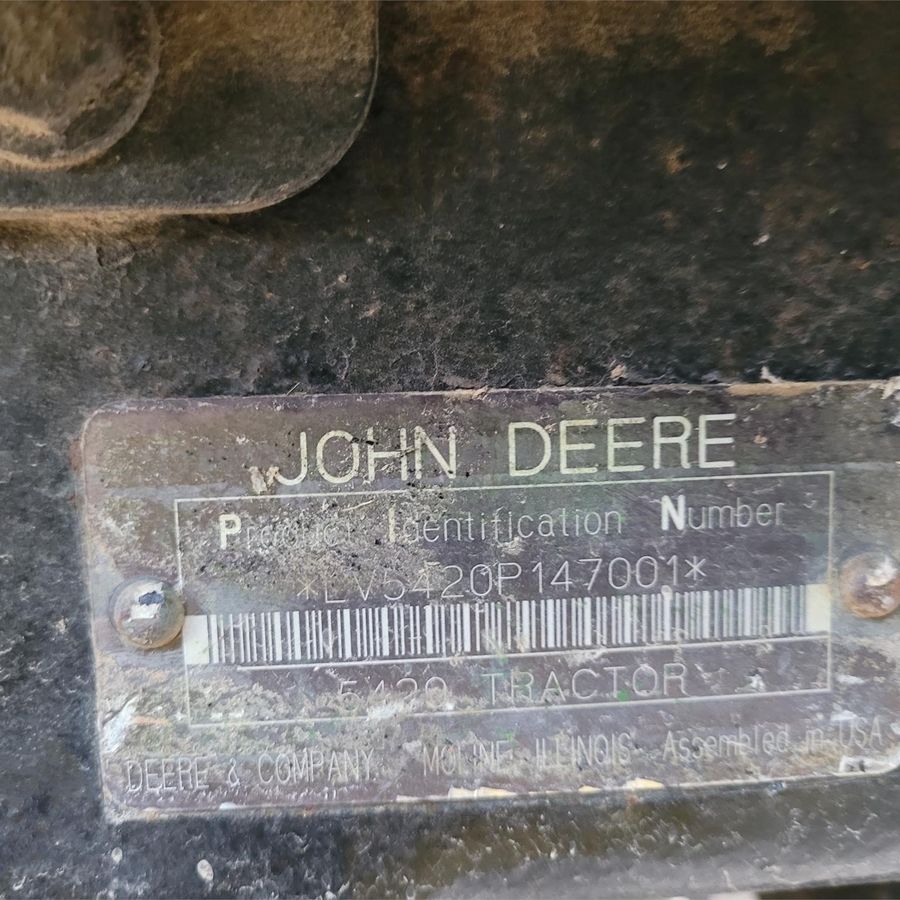 JOHN DEERE
Product Identification Number
*LV5420P147001*
5420 TRACTOR
DEERE & COMPANY MOLINE ILLINOIS Assembled in USA